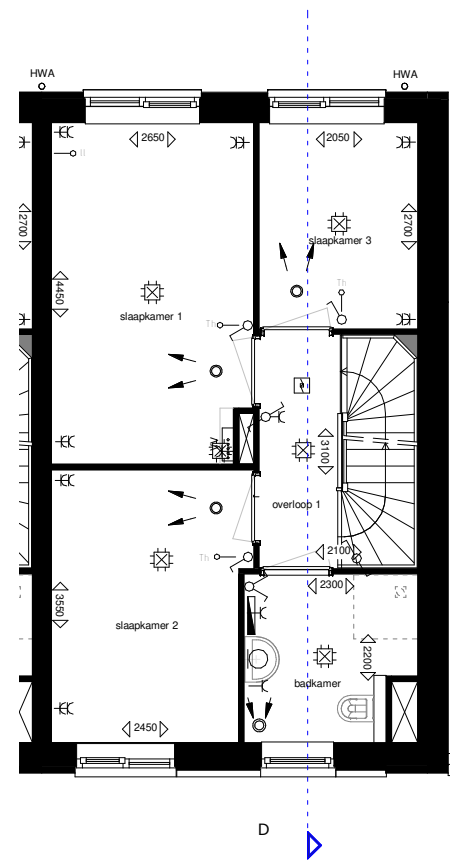 HWA
HWA
2650
2050
II
2700
2700
slaapkamer 3
4450
Th
slaapkamer 1
Th
3100
overloop 1
2100
Th
2300
3550
slaapkamer 2
2200
badkamer
2450
D